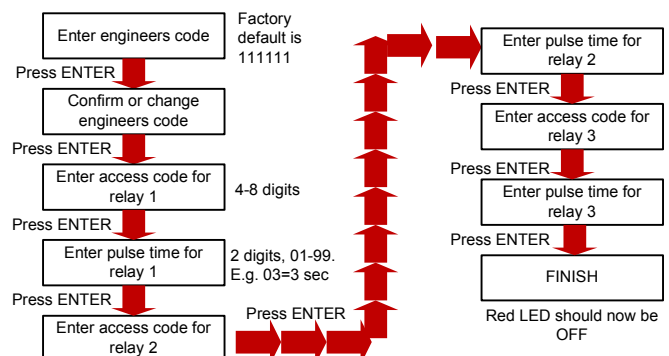 Enter engineers code
Factory
default is
111111
Press ENTER
Confirm or change
engineers code
Press ENTER
Enter access code for
relay 1
4-8 digits
Press ENTER
Enter pulse time for
relay 1
2 digits, 01-99.
E.g. 03=3 sec
Press ENTER
Enter access code for
relay 2
Press ENTER
Enter pulse time for
relay 2
Press ENTER
Enter access code for
relay 3
Press ENTER
Enter pulse time for
relay 3
Press ENTER
FINISH
Red LED should now be
OFF